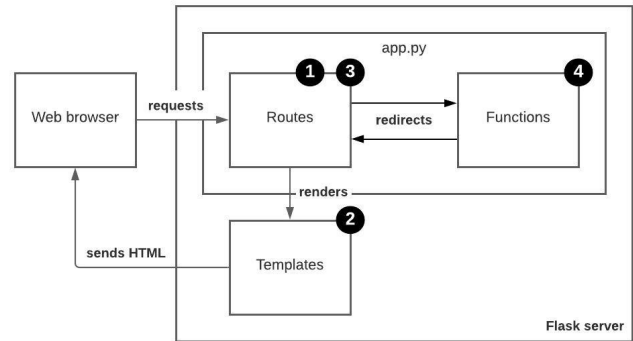 app.py
1
3
4
Web browser
requests
Routes
redirects
Functions
renders
2
sends HTML
Templates
Flask server